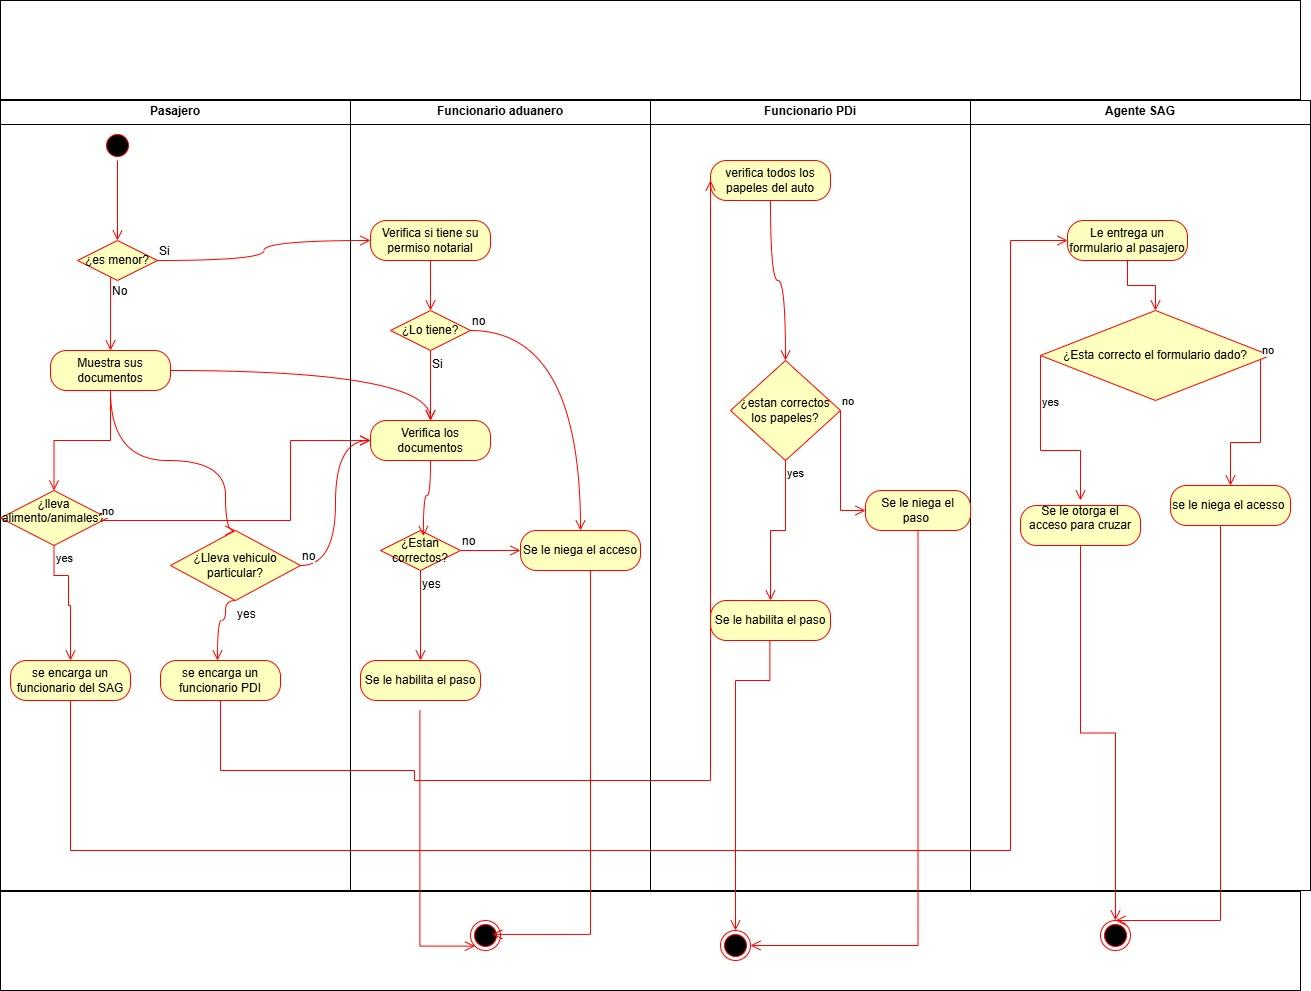 Pasajero
Funcionario aduanero
Funcionario PDi
Agente SAG
¿es menor?
Si
No
Muestra sus
documentos
¿lleva
alimento/animales?
no
yes
¿Lleva vehiculo
particular?
no
yes
se encarga un
funcionario del SAG
se encarga un
funcionario PDI
Verifica si tiene su
permiso notarial
¿Lo tiene?
no
Si
Verifica los
documentos
¿Estan
correctos?
no
yes
Se le niega el acceso
Se le habilita el paso
verifica todos los
papeles del auto
¿estan correctos
los papeles?
no
yes
Se le niega el
paso
Se le habilita el paso
Le entrega un
formulario al pasajero
¿Esta correcto el formulario dado?
no
yes
Se le otorga el
acceso para cruzar
se le niega el acesso